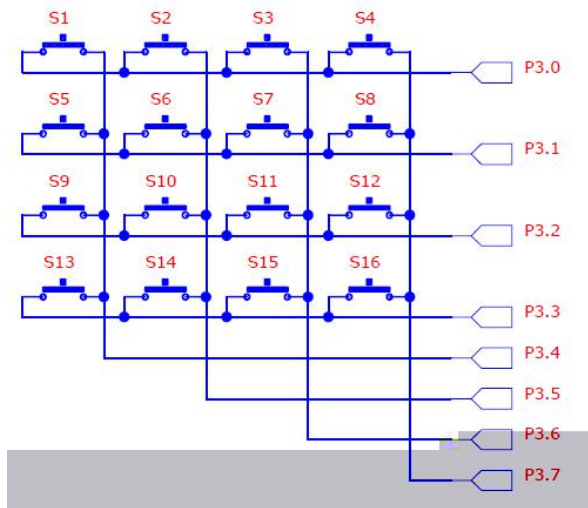 S1 S2 S3 S4
P3.0
S5 S6 S7 S8
P3.1
S9 S10 S11 S12
P3.2
S13 S14 S15 S16
P3.3
P3.4
P3.5
P3.6
P3.7